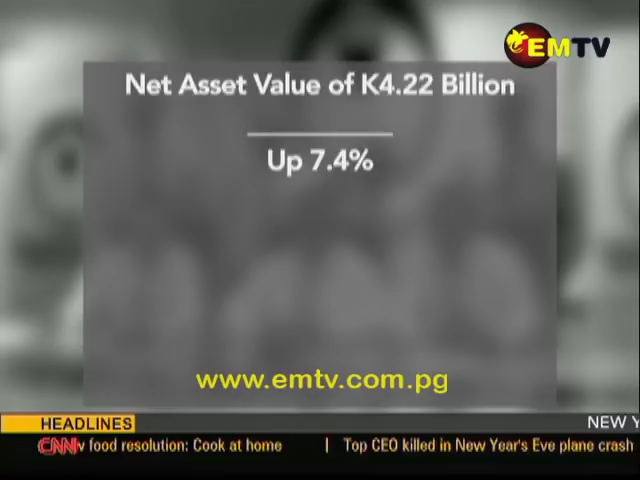 EMTV
Net Asset Value of K4.22 Billion
Up 7.4%
www.emtv.com.pg
HEADLINES
NEW Y
CNN v food resolution: Cook at home | Top CEO killed in New Year's Eve plane crash